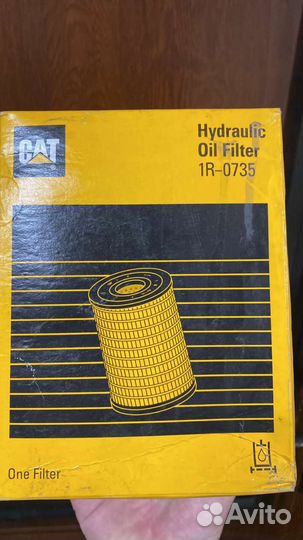 CAT
Hydraulic
Oil Filter
1R-0735
One Filter
Avito